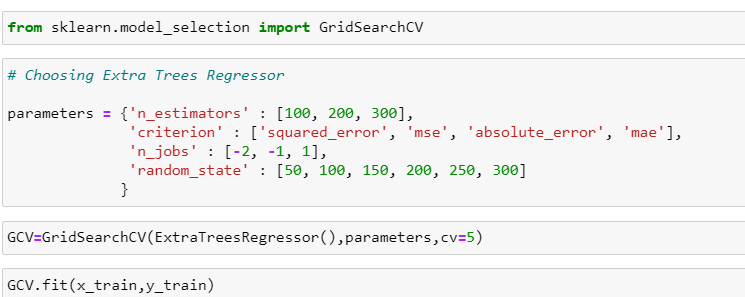 from sklearn.model_selection import GridSearchCV
# Choosing Extra Trees Regressor
parameters = {'n_estimators' : [100, 200, 300],
'criterion' : ['squared_error', 'mse', 'absolute_error', 'mae'],
'n_jobs' : [-2, -1, 1],
'random_state' : [50, 100, 150, 200, 250, 300]
}
GCV=GridSearchCV(ExtraTreesRegressor(),parameters,cv=5)
GCV.fit(x_train,y_train)